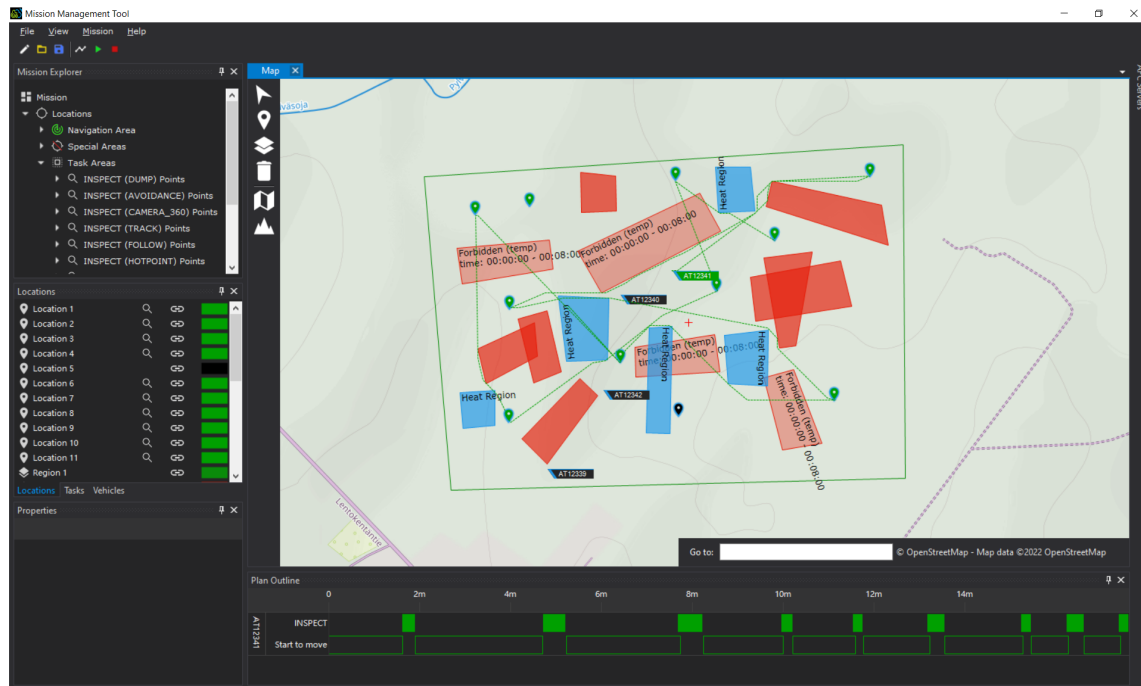 Mission Management Tool
File View Mission Help
Mission Explorer
Mission
Locations
Navigation Area
Special Areas
Task Areas
INSPECT (DUMP) Points
INSPECT (AVOIDANCE) Points
INSPECT (CAMERA_360) Points
INSPECT (TRACK) Points
INSPECT (FOLLOW) Points
INSPECT (HOTPOINT) Points
Locations
Location 1
Location 2
Location 3
Location 4
Location 5
Location 6
Location 7
Location 8
Location 9
Location 10
Location 11
Region 1
Locations Tasks Vehicles
Properties
Map
Heat Region
Forbidden (temp)
time: 00:00:00 - 00:08:00
Forbidden (temp)
time: 00:00:00 - 00:08:00
AT12341
AT12340
Heat Region
Forbidden (temp)
time: 00:00:00 - 00:08:00
Heat Region
Heat Region
Heat Region
AT12342
Forbidden (temp)
time: 00:00:00 - 00:08:00
AT12339
Lentokentäntie
Go to:
© OpenStreetMap - Map data ©2022 OpenStreetMap
Plan Outline
0 2m 4m 6m 8m 10m 12m 14m
AT12341
INSPECT
Start to move